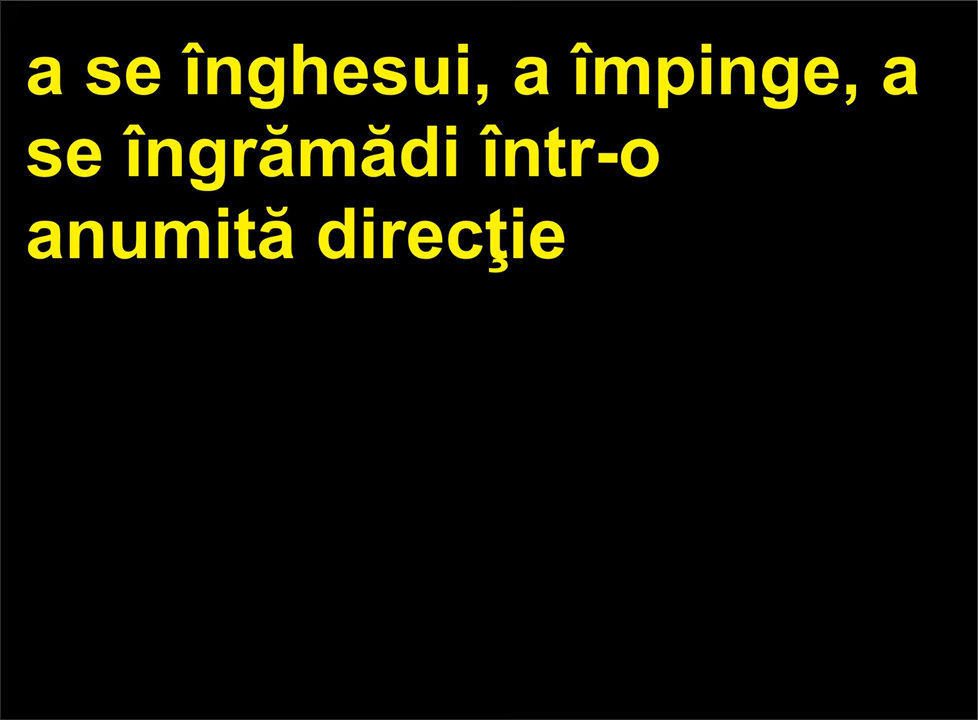 a se înghesui, a împinge, a
se îngrămădi într-o
anumită direcţie